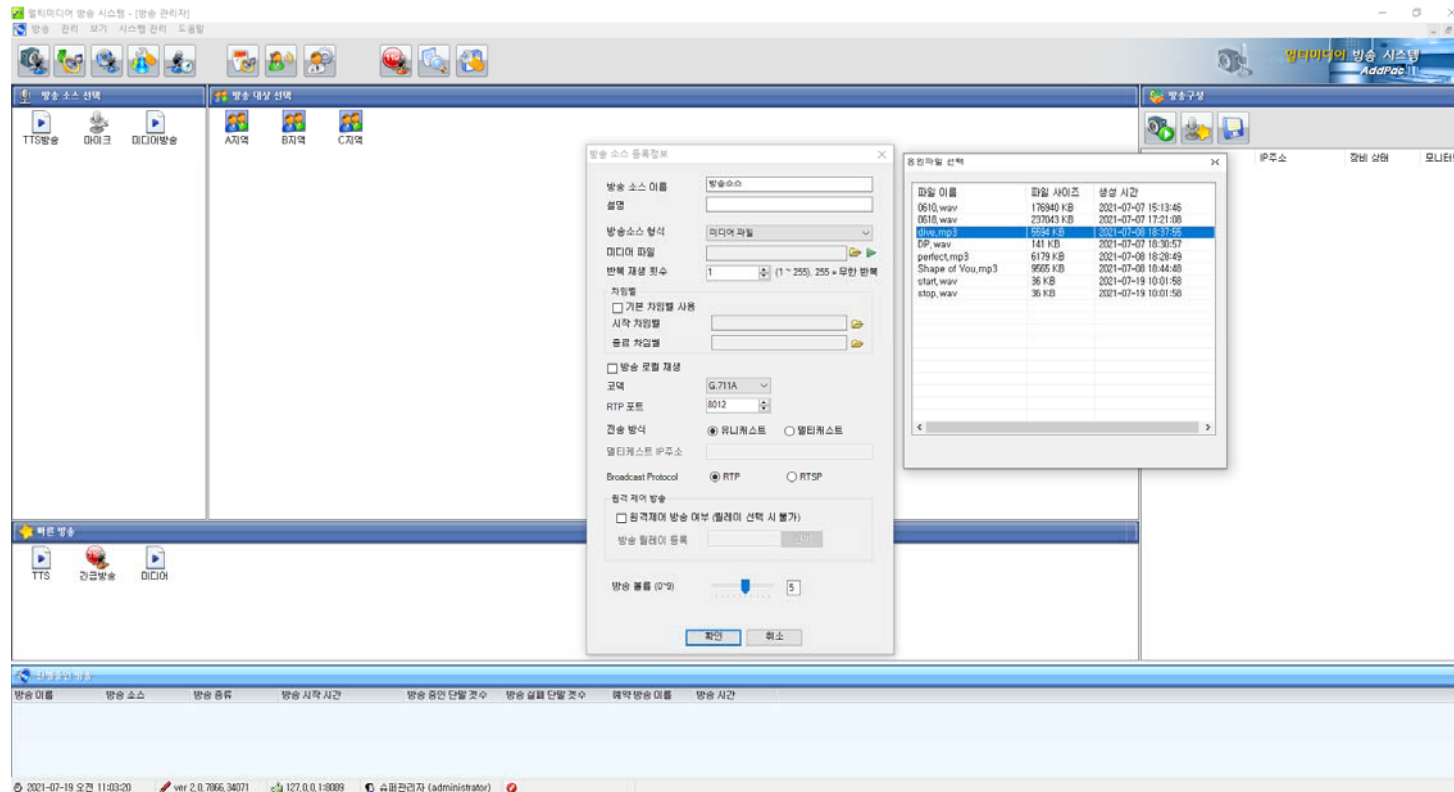 멀티미디어 방송 시스템 - [방송 관리자]
방송 관리 보기 시스템 관리 도움말
멀티미디어 방송 시스템
AddPac
방송 소스 선택
방송 대상 선택
방송구성
TTS방송 마이크 미디어방송
A지역 B지역 C지역
IP주소 장비 상태 모니터
방송 소스 등록정보
방송 소스 이름 방송소스
설명
방송소스 형식 미디어 파일
미디어 파일
반복 재생 횟수 1 (1 ~ 255), 255 = 무한 반복
차임벨
기본 차임벨 사용
시작 차임벨
종료 차임벨
방송 로컬 재생
코덱 G.711A
RTP 포트 8012
전송 방식 유니캐스트 멀티캐스트
멀티캐스트 IP주소
Broadcast Protocol RTP RTSP
원격 제어 방송
원격제어 방송 여부 (릴레이 선택 시 불가)
방송 릴레이 등록
방송 볼륨 (0~9) 5
확인 취소
음원파일 선택
파일 이름 파일 사이즈 생성 시간
0610.wav 176940 KB 2021-07-07 15:13:46
0618.wav 237043 KB 2021-07-07 17:21:08
dive.mp3 5594 KB 2021-07-08 18:37:55
DP.wav 141 KB 2021-07-07 18:30:57
perfect.mp3 6179 KB 2021-07-08 18:28:49
Shape of You.mp3 9565 KB 2021-07-08 18:44:48
start.wav 36 KB 2021-07-19 10:01:58
stop.wav 36 KB 2021-07-19 10:01:58
빠른 방송
TTS 긴급방송 미디어
진행중인 방송
방송 이름 방송 소스 방송 종류 방송 시작 시간 방송 중인 단말 갯수 방송 실패 단말 갯수 예약 방송 이름 방송 시간
2021-07-19 오전 11:03:20 ver 2.0.7866.34071 127.0.0.1:8089 슈퍼관리자 (administrator)